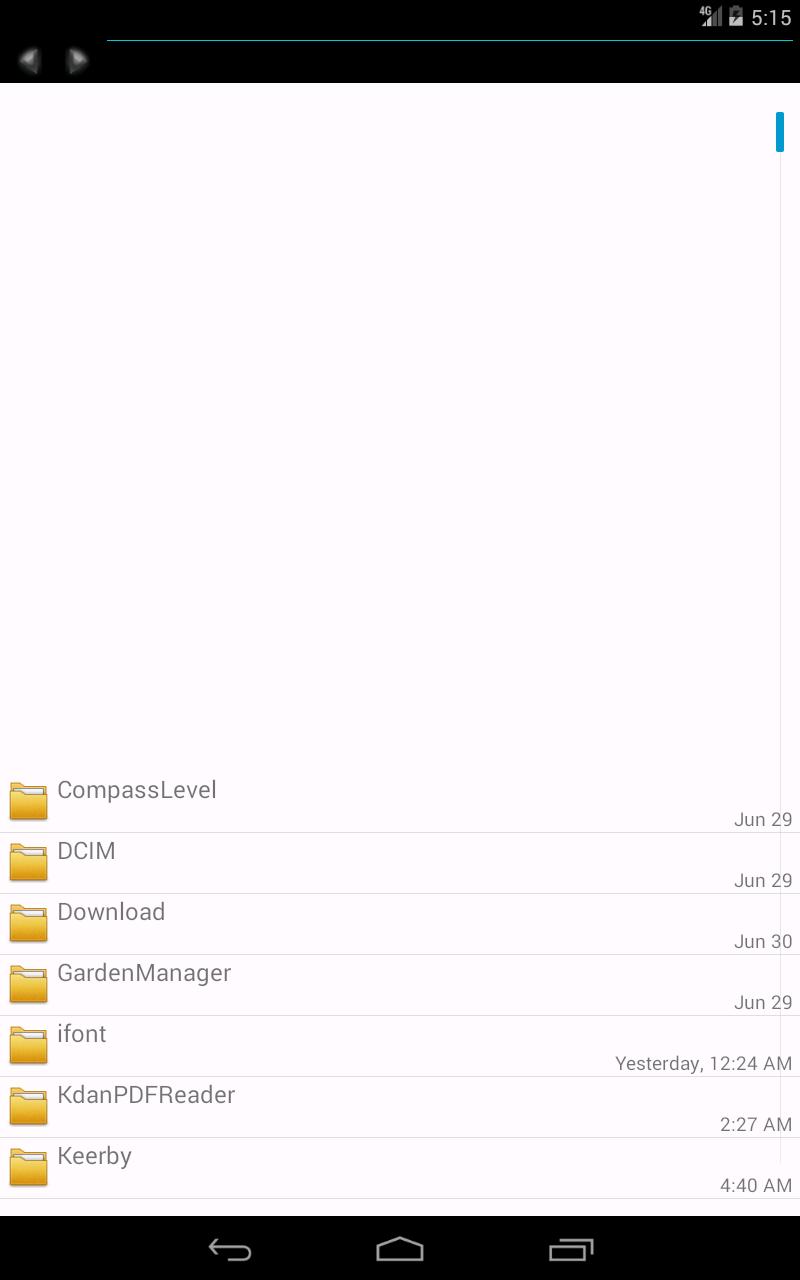 4G 5:15
CompassLevel
Jun 29
DCIM
Jun 29
Download
Jun 30
GardenManager
Jun 29
ifont
Yesterday, 12:24 AM
KdanPDFReader
2:27 AM
Keerby
4:40 AM